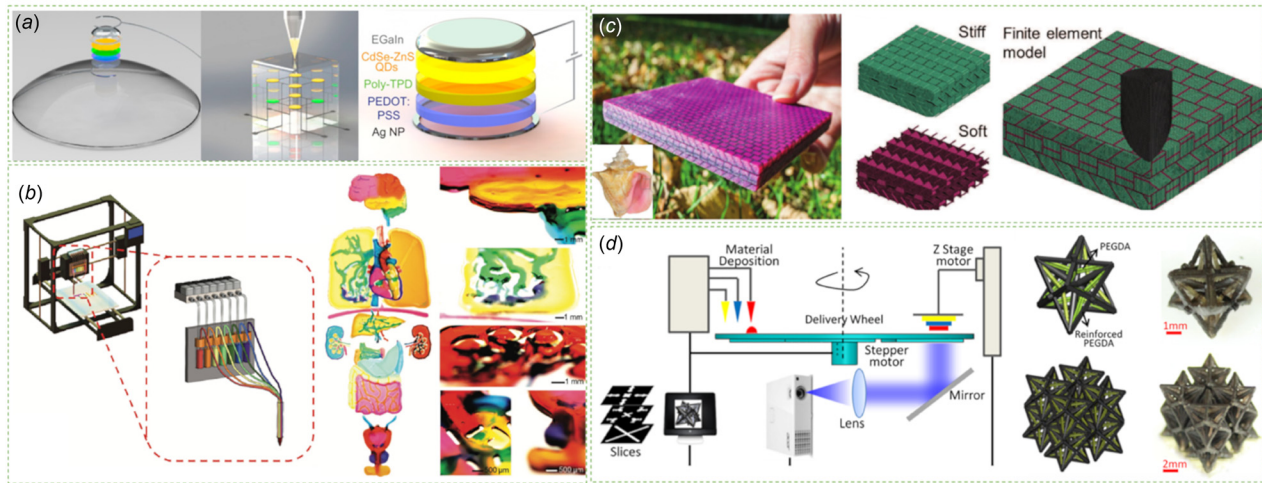 (a)
EGaIn
CdSe-ZnS
QDs
Poly-TPD
PEDOT:
PSS
Ag NP
(b)
1 mm
1 mm
1 mm
500 µm
500 µm
(c)
Stiff
Soft
Finite element
model
(d)
Material
Deposition
Z Stage
motor
Delivery Wheel
Stepper
motor
Mirror
Lens
Slices
PEGDA
Reinforced
PEGDA
1mm
2mm